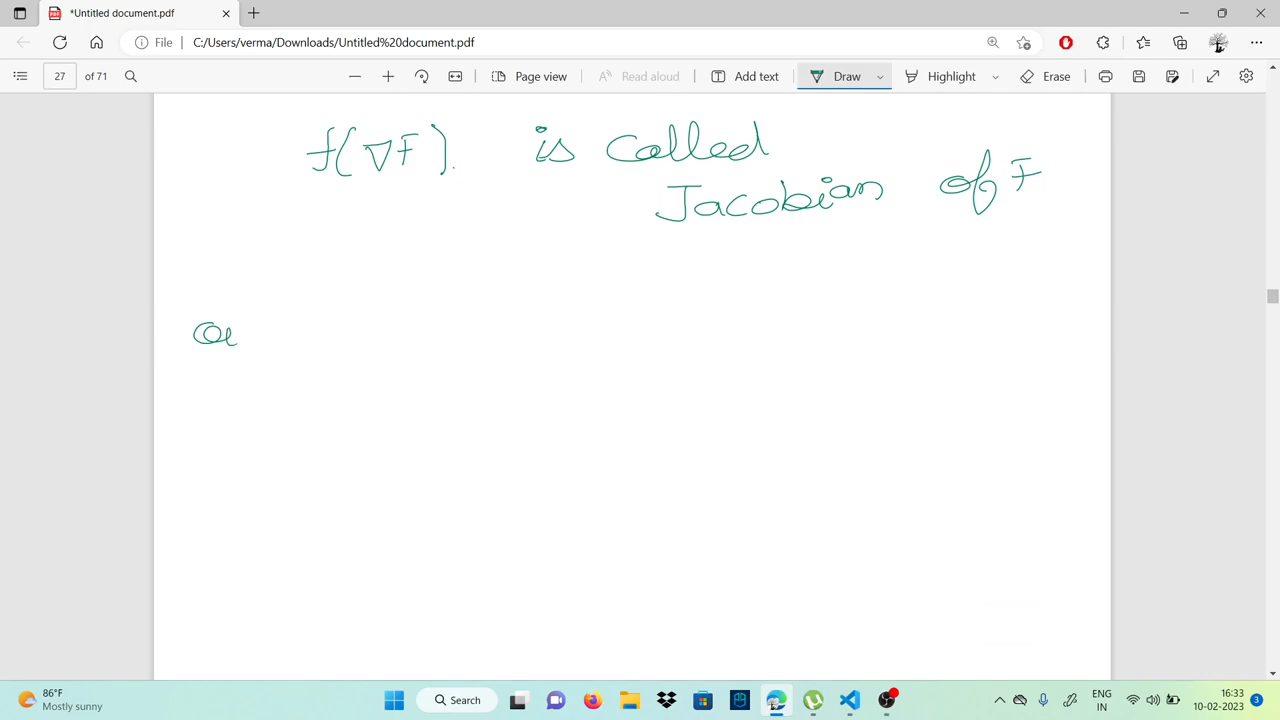 *Untitled document.pdf
File
C:/Users/verma/Downloads/Untitled%20document.pdf
27 of 71
Page view
Read aloud
Add text
Draw
Highlight
Erase
f(∇F). is called
Jacobian of F
86°F
Mostly sunny
Search
ENG
IN
16:33
10-02-2023
3